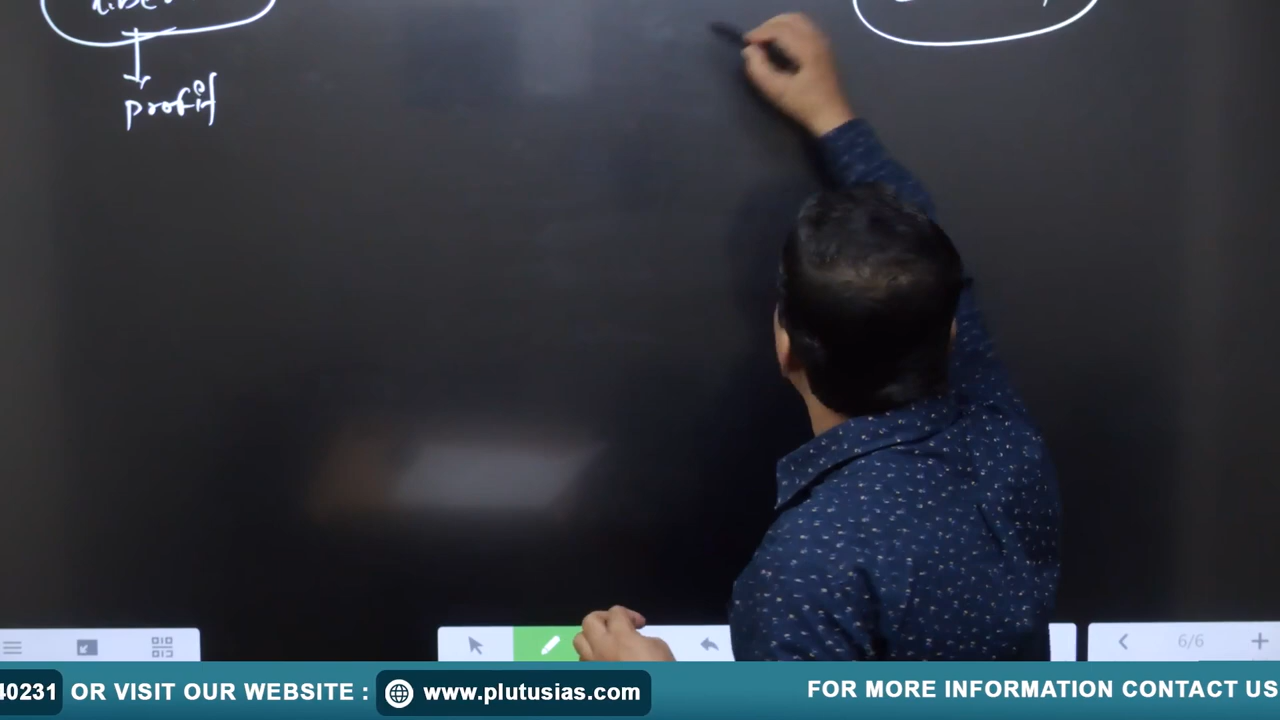 profit
6/6
40231 OR VISIT OUR WEBSITE : www.plutusias.com FOR MORE INFORMATION CONTACT US